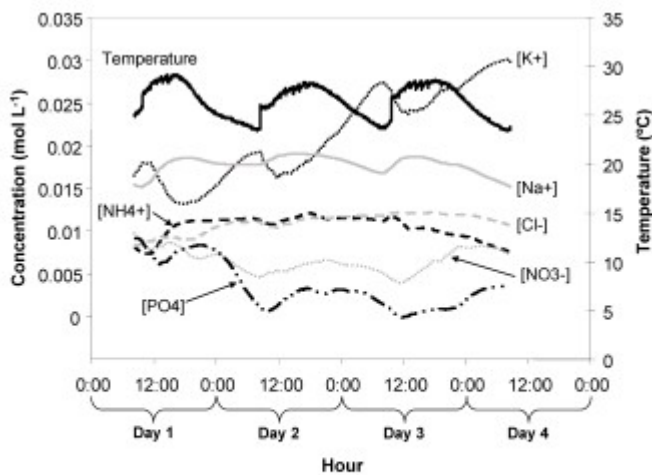 0.035
0.03
0.025
0.02
0.015
0.01
0.005
0
Concentration (mol L-1)
35
30
25
20
15
10
5
0
Temperature (ºC)
Temperature
[K+]
[Na+]
[NH4+]
[Cl-]
[NO3-]
[PO4]
0:00 12:00 0:00 12:00 0:00 12:00 0:00 12:00 0:00
Day 1 Day 2 Day 3 Day 4
Hour